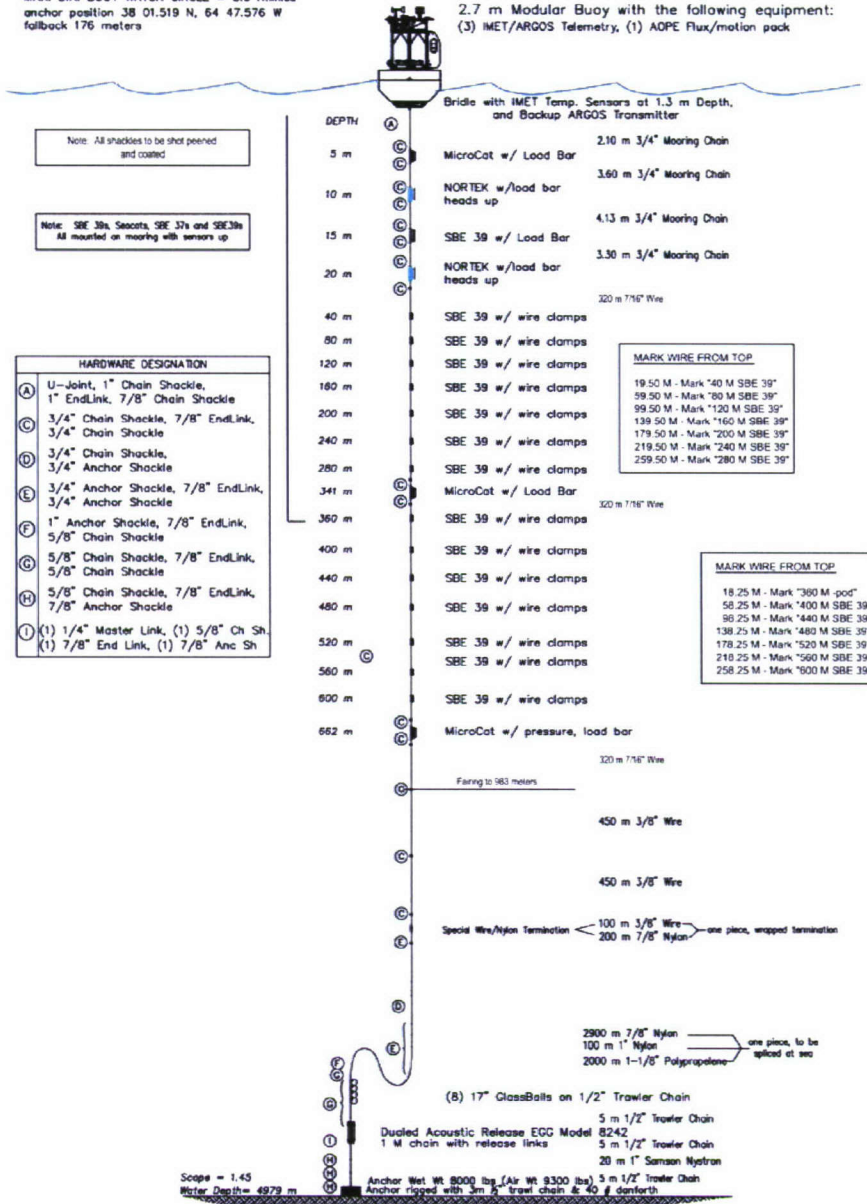 anchor position 38 01.519 N, 64 47.576 W
fallback 176 meters
2.7 m Modular Buoy with the following equipment:
(3) IMET/ARGOS Telemetry, (1) AOPE Flux/motion pack
Bridle with IMET Temp. Sensors at 1.3 m Depth,
and Backup ARGOS Transmitter
DEPTH
A
Note: All shackles to be shot peened
and coated
Note: SBE 39s, Seacats, SBE 37s and SBE39s
All mounted on mooring with sensors up
2.10 m 3/4" Mooring Chain
C
5 m
MicroCat w/ Load Bar
C
3.60 m 3/4" Mooring Chain
C
10 m
NORTEK w/load bar
heads up
C
4.13 m 3/4" Mooring Chain
C
15 m
SBE 39 w/ Load Bar
C
3.30 m 3/4" Mooring Chain
C
20 m
NORTEK w/load bar
heads up
C
320 m 7/16" Wire
40 m
SBE 39 w/ wire clamps
80 m
SBE 39 w/ wire clamps
120 m
SBE 39 w/ wire clamps
160 m
SBE 39 w/ wire clamps
200 m
SBE 39 w/ wire clamps
240 m
SBE 39 w/ wire clamps
280 m
SBE 39 w/ wire clamps
C
341 m
MicroCat w/ Load Bar
C
320 m 7/16" Wire
360 m
SBE 39 w/ wire clamps
400 m
SBE 39 w/ wire clamps
440 m
SBE 39 w/ wire clamps
480 m
SBE 39 w/ wire clamps
520 m
SBE 39 w/ wire clamps
C
560 m
SBE 39 w/ wire clamps
600 m
SBE 39 w/ wire clamps
C
662 m
MicroCat w/ pressure, load bar
C
320 m 7/16" Wire
HARDWARE DESIGNATION
A U-Joint, 1" Chain Shackle,
1" EndLink, 7/8" Chain Shackle
C 3/4" Chain Shackle, 7/8" EndLink,
3/4" Chain Shackle
D 3/4" Chain Shackle,
3/4" Anchor Shackle
E 3/4" Anchor Shackle, 7/8" EndLink,
3/4" Anchor Shackle
F 1" Anchor Shackle, 7/8" EndLink,
5/8" Chain Shackle
G 5/8" Chain Shackle, 7/8" EndLink,
5/8" Chain Shackle
H 5/8" Chain Shackle, 7/8" EndLink,
7/8" Anchor Shackle
I (1) 1/4" Master Link, (1) 5/8" Ch Sh,
(1) 7/8" End Link, (1) 7/8" Anc Sh
MARK WIRE FROM TOP
19.50 M - Mark "40 M SBE 39"
59.50 M - Mark "80 M SBE 39"
99.50 M - Mark "120 M SBE 39"
139.50 M - Mark "160 M SBE 39"
179.50 M - Mark "200 M SBE 39"
219.50 M - Mark "240 M SBE 39"
259.50 M - Mark "280 M SBE 39"
MARK WIRE FROM TOP
18.25 M - Mark "360 M -pod"
58.25 M - Mark "400 M SBE 39
98.25 M - Mark "440 M SBE 39
138.25 M - Mark "480 M SBE 39
178.25 M - Mark "520 M SBE 39
218.25 M - Mark "560 M SBE 39
258.25 M - Mark "600 M SBE 39
Fairing to 983 meters
450 m 3/8" Wire
C
450 m 3/8" Wire
C
Special Wire/Nylon Termination
100 m 3/8" Wire
200 m 7/8" Nylon
one piece, wrapped termination
E
D
2900 m 7/8" Nylon
100 m 1" Nylon
2000 m 1-1/8" Polypropelene
one piece, to be
spliced at sea
E
F
G
(8) 17" GlassBalls on 1/2" Trawler Chain
G
5 m 1/2" Trawler Chain
Dualed Acoustic Release EGG Model 8242
1 M chain with release links
I
5 m 1/2" Trawler Chain
H
20 m 1" Samson Nystron
H
5 m 1/2" Trawler Chain
H
Anchor Wet Wt 8000 lbs (Air Wt 9300 lbs)
Anchor rigged with 3m ½" trawl chain & 40 # danforth
Scope = 1.45
Water Depth= 4979 m